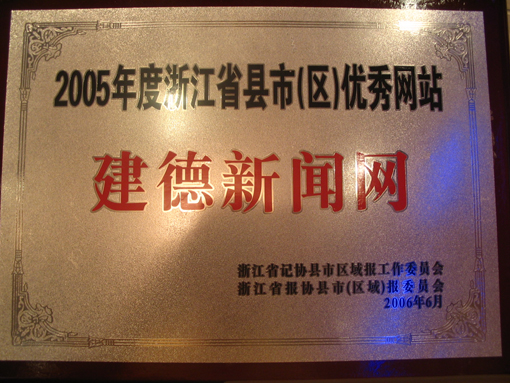 2005年度浙江省县市(区)优秀网站
建德新闻网
浙江省记协县市区域报工作委员会
浙江省报协县市(区域)报委员会
2006年6月